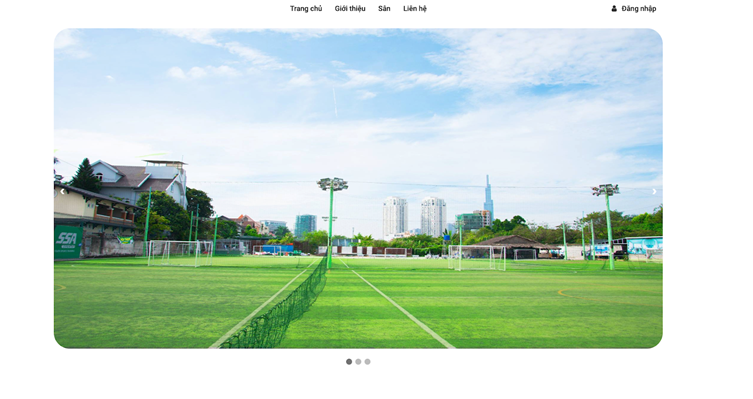 Trang chủ Giới thiệu Sân Liên hệ Đăng nhập
SSA